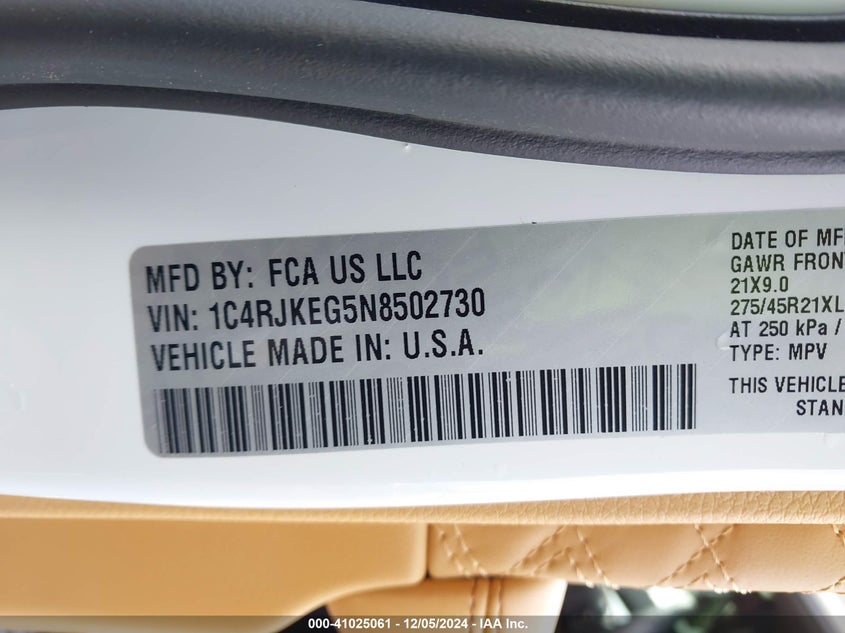 MFD BY: FCA US LLC
VIN: 1C4RJKEG5N8502730
VEHICLE MADE IN: U.S.A.
DATE OF MF
GAWR FRON
21X9.0
275/45R21XL
AT 250 kPa /
TYPE: MPV
THIS VEHICLE
STAN
000-41025061 - 12/05/2024 - IAA Inc.